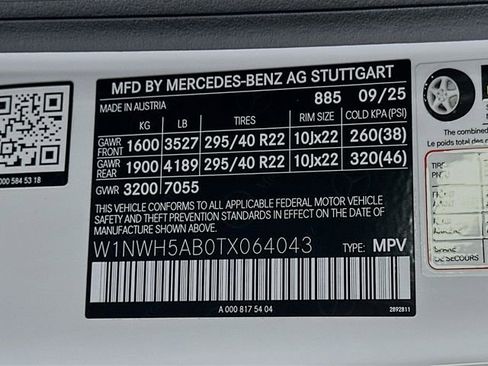 MFD BY MERCEDES-BENZ AG STUTTGART
MADE IN AUSTRIA 885 09/25
KG LB TIRES RIM SIZE COLD KPA (PSI)
GAWR FRONT 1600 3527 295/40 R22 10Jx22 260(38)
GAWR REAR 1900 4189 295/40 R22 10Jx22 320(46)
GVWR 3200 7055
THIS VEHICLE CONFORMS TO ALL APPLICABLE FEDERAL MOTOR VEHICLE
SAFETY AND THEFT PREVENTION STANDARDS IN EFFECT ON THE DATE OF
MANUFACTURE SHOWN ABOVE.
W1NWH5AB0TX064043 TYPE: MPV
A 000 817 54 04 2892811
000 584 53 18
The combined
Le poids total des occ